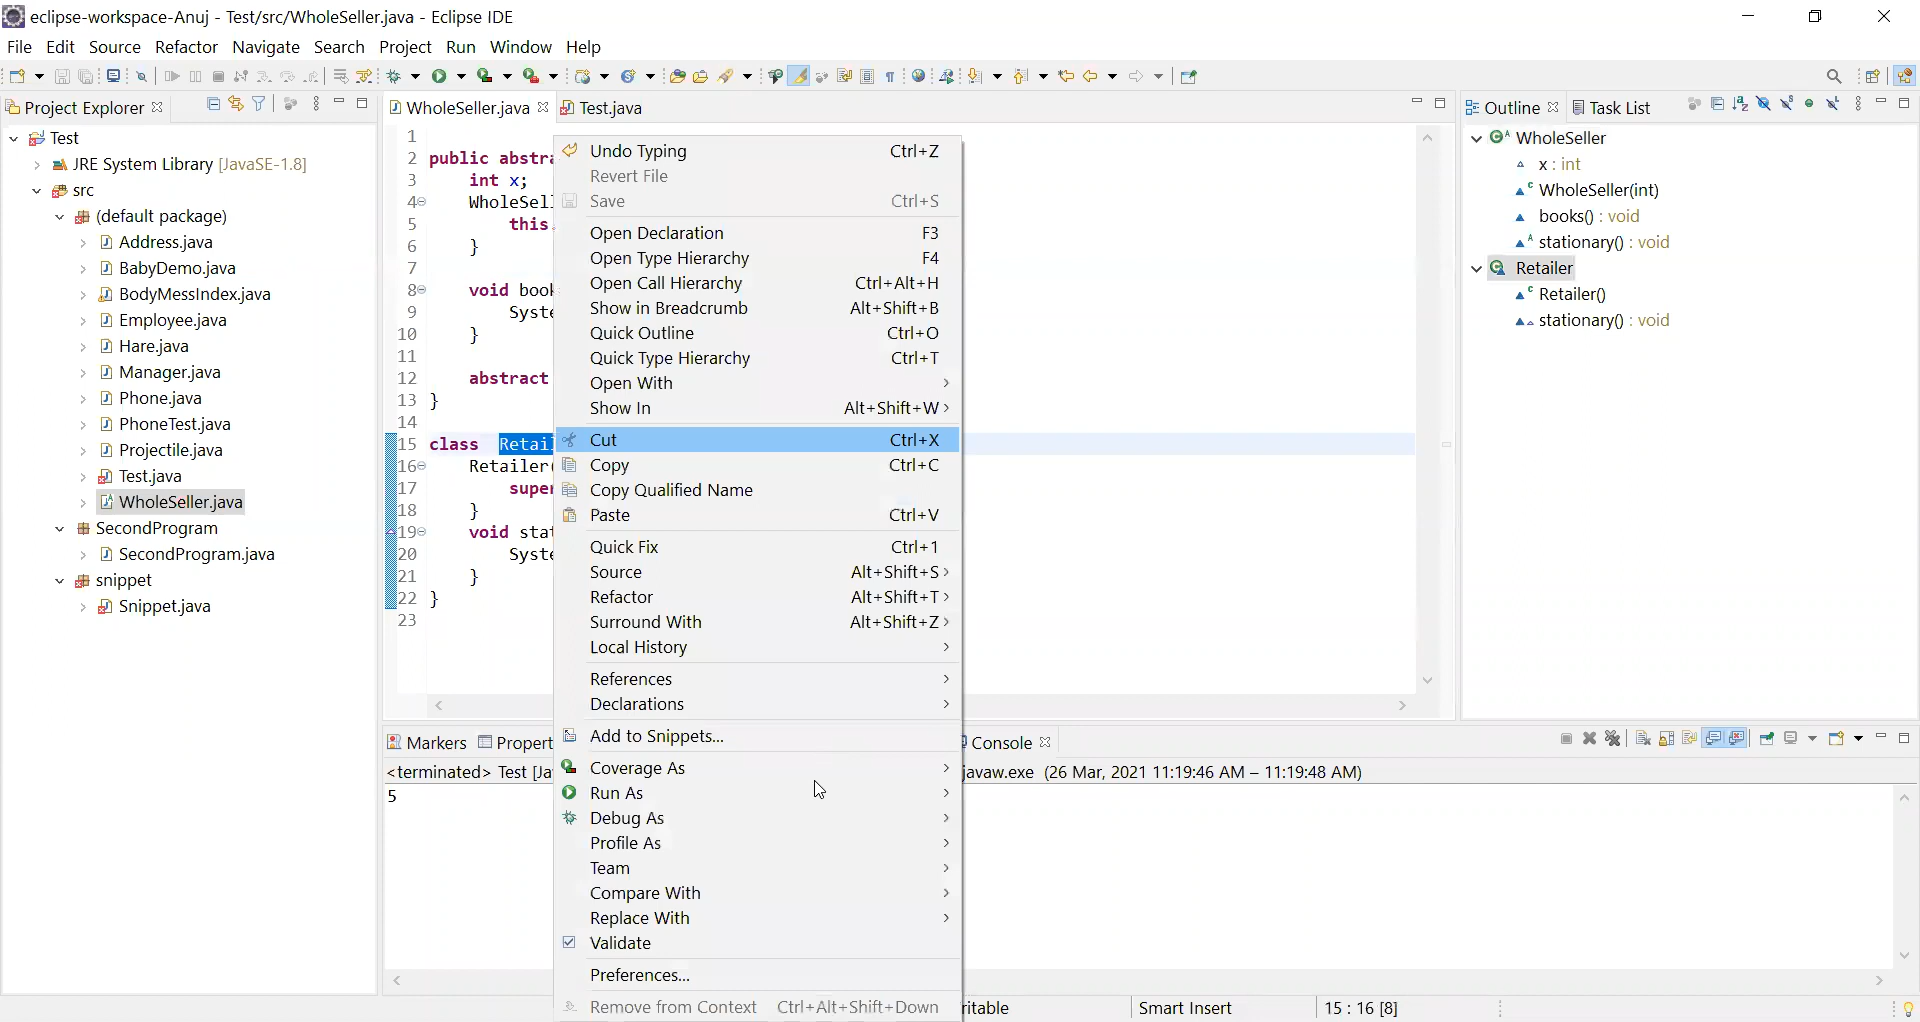 eclipse-workspace-Anuj - Test/src/WholeSeller.java - Eclipse IDE
File Edit Source Refactor Navigate Search Project Run Window Help
Project Explorer
Test
JRE System Library [JavaSE-1.8]
src
(default package)
Address.java
BabyDemo.java
BodyMessIndex.java
Employee.java
Hare.java
Manager.java
Phone.java
PhoneTest.java
Projectile.java
Test.java
WholeSeller.java
SecondProgram
SecondProgram.java
snippet
Snippet.java
WholeSeller.java Test.java
1
2 public abstra
3 int x;
4 WholeSel
5 this.
6 }
7
8 void boo
9 Syste
10 }
11
12 abstract
13 }
14
15 class Retail
16 Retailer
17 super
18 }
19 void stat
20 Syste
21 }
22 }
23
Undo Typing Ctrl+Z
Revert File
Save Ctrl+S
Open Declaration F3
Open Type Hierarchy F4
Open Call Hierarchy Ctrl+Alt+H
Show in Breadcrumb Alt+Shift+B
Quick Outline Ctrl+O
Quick Type Hierarchy Ctrl+T
Open With
Show In Alt+Shift+W
Cut Ctrl+X
Copy Ctrl+C
Copy Qualified Name
Paste Ctrl+V
Quick Fix Ctrl+1
Source Alt+Shift+S
Refactor Alt+Shift+T
Surround With Alt+Shift+Z
Local History
References
Declarations
Add to Snippets...
Coverage As
Run As
Debug As
Profile As
Team
Compare With
Replace With
Validate
Preferences...
Remove from Context Ctrl+Alt+Shift+Down
Outline Task List
WholeSeller
x : int
WholeSeller(int)
books() : void
stationary() : void
Retailer
Retailer()
stationary() : void
Markers Propert Console
<terminated> Test [Ja javaw.exe (26 Mar, 2021 11:19:46 AM – 11:19:48 AM)
5
ritable Smart Insert 15 : 16 [8]